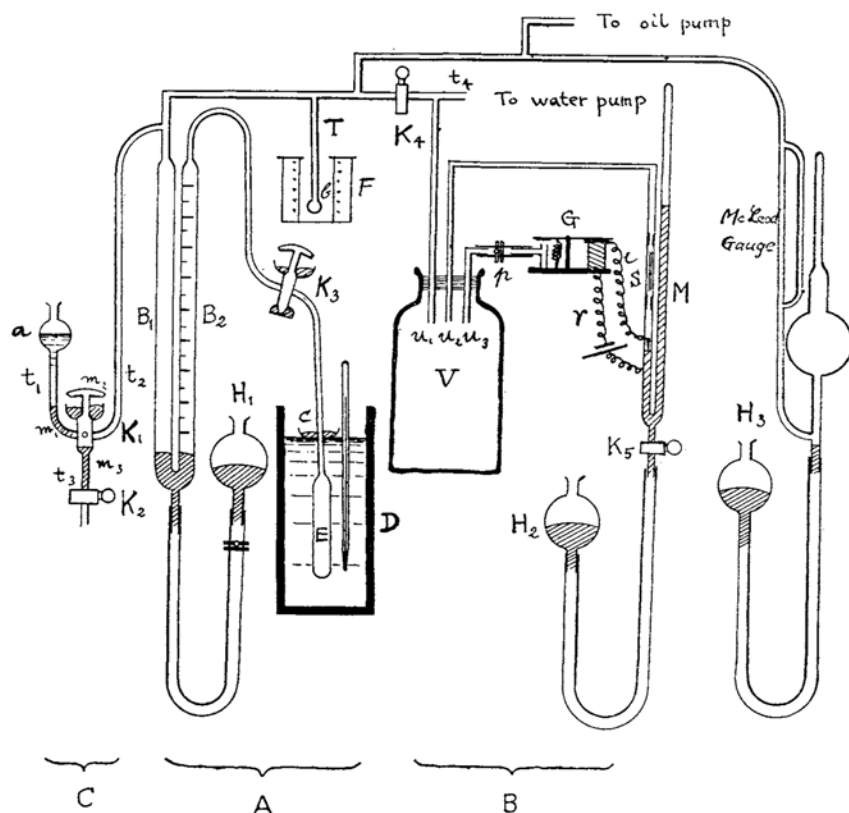 To oil pump
t4
To water pump
T
K4
b
F
McLeod
Gauge
G
K3
p
S
M
a
B1
B2
r
u1
u2
u3
t1
m2
t2
V
H1
m1
K1
c
H3
t3
m3
K5
K2
E
D
H2
C
A
B